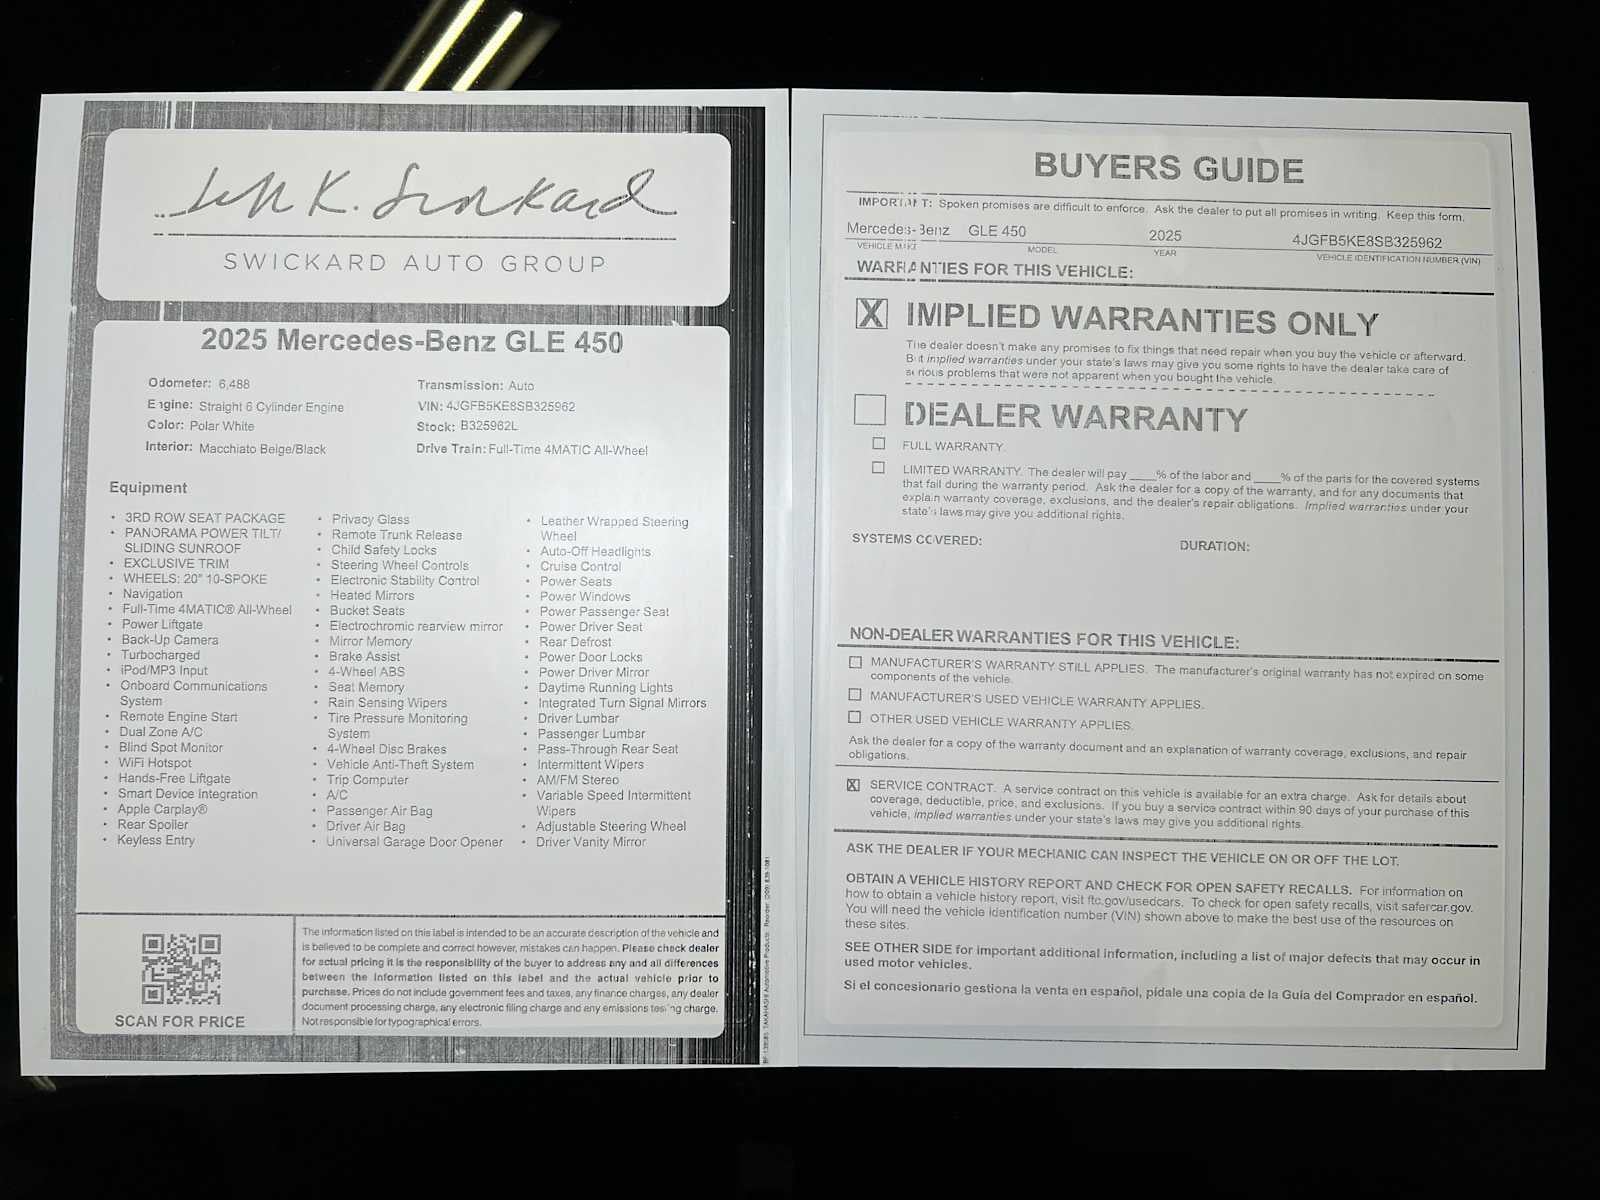 Jeff K. Swickard
SWICKARD AUTO GROUP
2025 Mercedes-Benz GLE 450
Odometer: 6,488
Engine: Straight 6 Cylinder Engine
Color: Polar White
Interior: Macchiato Beige/Black
Transmission: Auto
VIN: 4JGFB5KE8SB325962
Stock: B325962L
Drive Train: Full-Time 4MATIC All-Wheel
Equipment
• 3RD ROW SEAT PACKAGE
• PANORAMA POWER TILT/
SLIDING SUNROOF
• EXCLUSIVE TRIM
• WHEELS: 20" 10-SPOKE
• Navigation
• Full-Time 4MATIC® All-Wheel
• Power Liftgate
• Back-Up Camera
• Turbocharged
• iPod/MP3 Input
• Onboard Communications
System
• Remote Engine Start
• Dual Zone A/C
• Blind Spot Monitor
• WiFi Hotspot
• Hands-Free Liftgate
• Smart Device Integration
• Apple Carplay®
• Rear Spoiler
• Keyless Entry
• Privacy Glass
• Remote Trunk Release
• Child Safety Locks
• Steering Wheel Controls
• Electronic Stability Control
• Heated Mirrors
• Bucket Seats
• Electrochromic rearview mirror
• Mirror Memory
• Brake Assist
• 4-Wheel ABS
• Seat Memory
• Rain Sensing Wipers
• Tire Pressure Monitoring
System
• 4-Wheel Disc Brakes
• Vehicle Anti-Theft System
• Trip Computer
• A/C
• Passenger Air Bag
• Driver Air Bag
• Universal Garage Door Opener
• Leather Wrapped Steering
Wheel
• Auto-Off Headlights
• Cruise Control
• Power Seats
• Power Windows
• Power Passenger Seat
• Power Driver Seat
• Rear Defrost
• Power Door Locks
• Power Driver Mirror
• Daytime Running Lights
• Integrated Turn Signal Mirrors
• Driver Lumbar
• Passenger Lumbar
• Pass-Through Rear Seat
• Intermittent Wipers
• AM/FM Stereo
• Variable Speed Intermittent
Wipers
• Adjustable Steering Wheel
• Driver Vanity Mirror
SCAN FOR PRICE
The information listed on this label is intended to be an accurate description of the vehicle and
is believed to be complete and correct however, mistakes can happen. Please check dealer
for actual pricing it is the responsibility of the buyer to address any and all differences
between the information listed on this label and the actual vehicle prior to
purchase. Prices do not include government fees and taxes, any finance charges, any dealer
document processing charge, any electronic filing charge and any emissions testing charge.
Not responsible for typographical errors.
TAKAHASHI Automotive Products Reorder
BUYERS GUIDE
IMPORTANT: Spoken promises are difficult to enforce. Ask the dealer to put all promises in writing. Keep this form.
Mercedes-Benz GLE 450 2025 4JGFB5KE8SB325962
VEHICLE MAKE MODEL YEAR VEHICLE IDENTIFICATION NUMBER (VIN)
WARRANTIES FOR THIS VEHICLE:
X IMPLIED WARRANTIES ONLY
The dealer doesn't make any promises to fix things that need repair when you buy the vehicle or afterward.
But implied warranties under your state's laws may give you some rights to have the dealer take care of
serious problems that were not apparent when you bought the vehicle.
DEALER WARRANTY
FULL WARRANTY.
LIMITED WARRANTY. The dealer will pay ____% of the labor and ____% of the parts for the covered systems
that fail during the warranty period. Ask the dealer for a copy of the warranty, and for any documents that
explain warranty coverage, exclusions, and the dealer's repair obligations. Implied warranties under your
state's laws may give you additional rights.
SYSTEMS COVERED: DURATION:
NON-DEALER WARRANTIES FOR THIS VEHICLE:
MANUFACTURER'S WARRANTY STILL APPLIES. The manufacturer's original warranty has not expired on some
components of the vehicle.
MANUFACTURER'S USED VEHICLE WARRANTY APPLIES.
OTHER USED VEHICLE WARRANTY APPLIES.
Ask the dealer for a copy of the warranty document and an explanation of warranty coverage, exclusions, and repair
obligations.
X SERVICE CONTRACT. A service contract on this vehicle is available for an extra charge. Ask for details about
coverage, deductible, price, and exclusions. If you buy a service contract within 90 days of your purchase of this
vehicle, implied warranties under your state's laws may give you additional rights.
ASK THE DEALER IF YOUR MECHANIC CAN INSPECT THE VEHICLE ON OR OFF THE LOT.
OBTAIN A VEHICLE HISTORY REPORT AND CHECK FOR OPEN SAFETY RECALLS. For information on
how to obtain a vehicle history report, visit ftc.gov/usedcars. To check for open safety recalls, visit safercar.gov.
You will need the vehicle identification number (VIN) shown above to make the best use of the resources on
these sites.
SEE OTHER SIDE for important additional information, including a list of major defects that may occur in
used motor vehicles.
Si el concesionario gestiona la venta en español, pídale una copia de la Guía del Comprador en español.